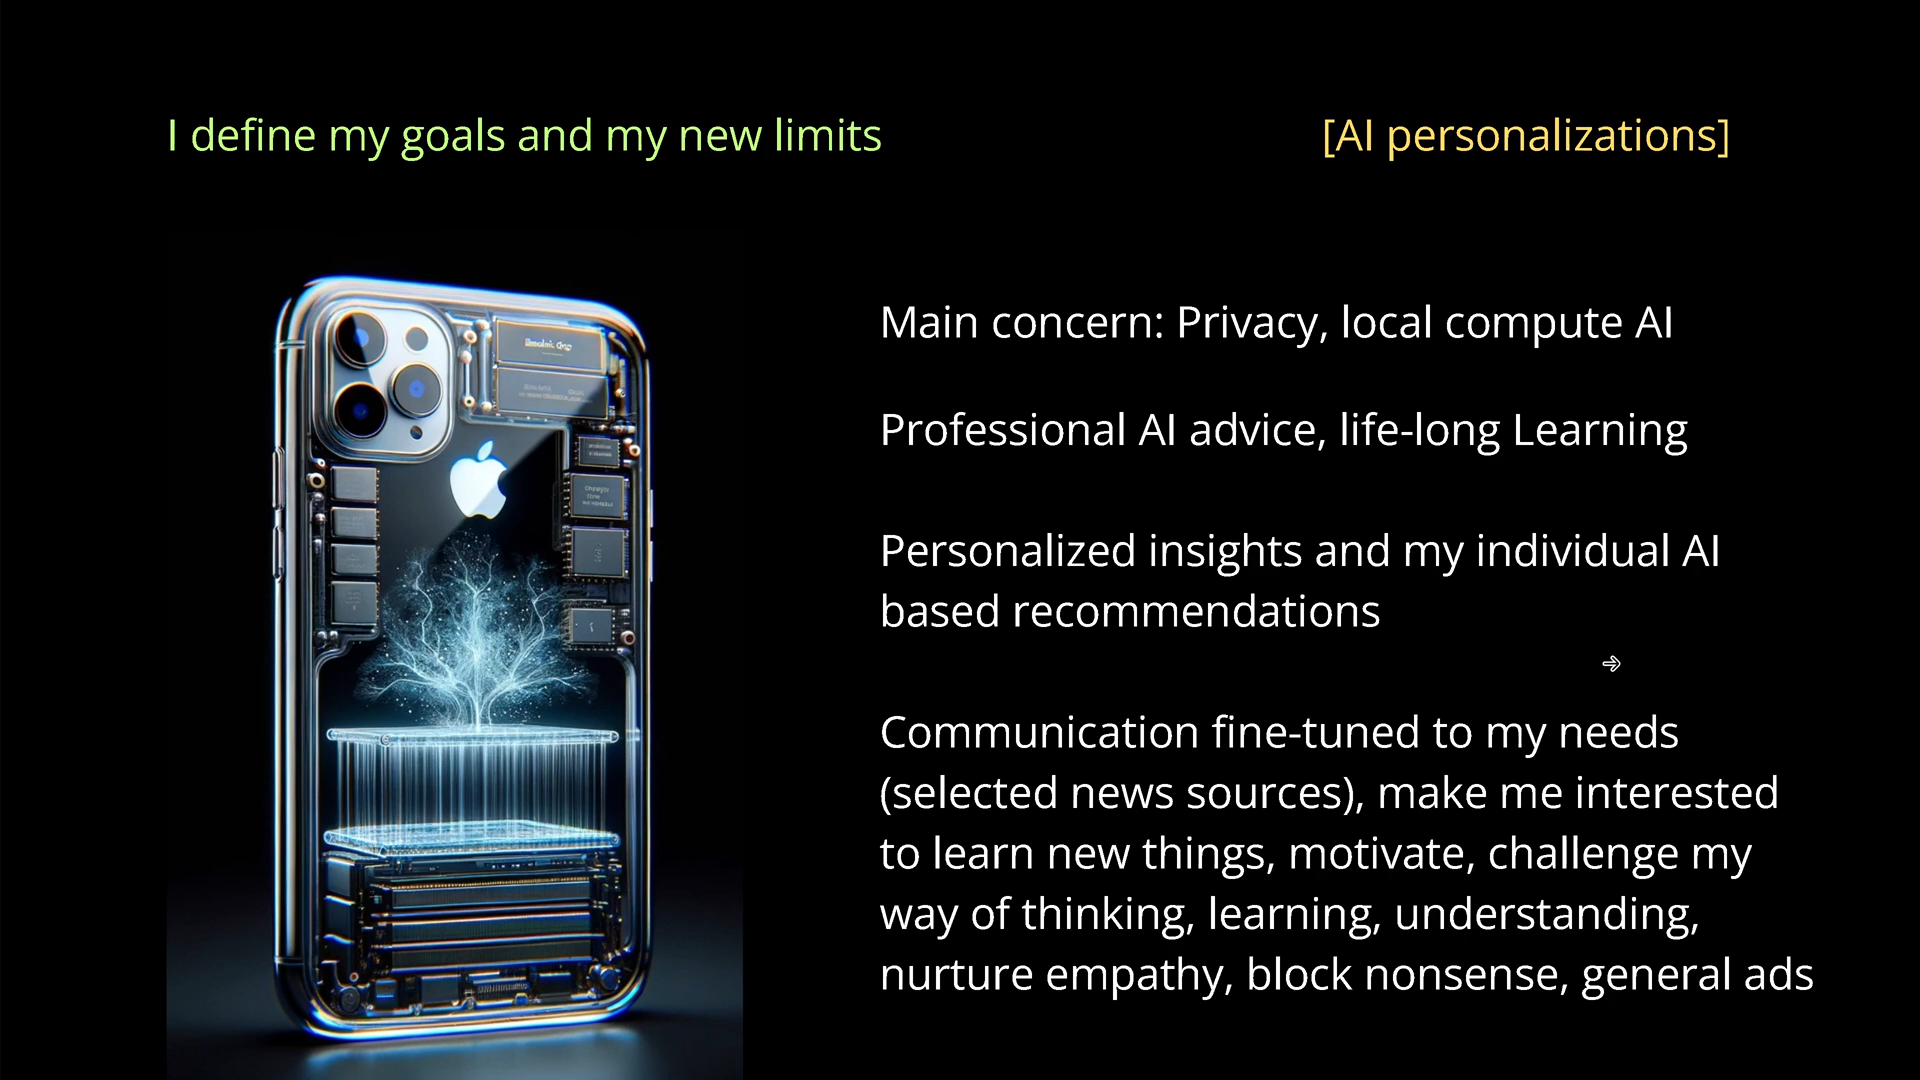 I define my goals and my new limits
[AI personalizations]
Main concern: Privacy, local compute AI
Professional AI advice, life-long Learning
Personalized insights and my individual AI
based recommendations
Communication fine-tuned to my needs
(selected news sources), make me interested
to learn new things, motivate, challenge my
way of thinking, learning, understanding,
nurture empathy, block nonsense, general ads